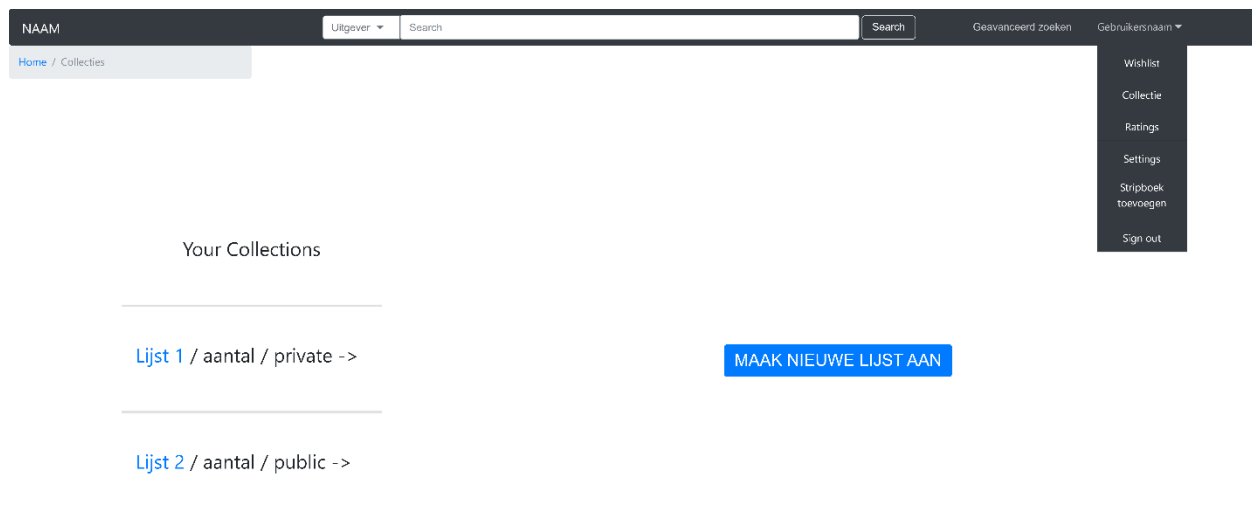 NAAM Uitgever Search Search Geavanceerd zoeken Gebruikersnaam
Home / Collecties
Wishlist
Collectie
Ratings
Settings
Stripboek
toevoegen
Sign out
Your Collections
Lijst 1 / aantal / private ->
MAAK NIEUWE LIJST AAN
Lijst 2 / aantal / public ->